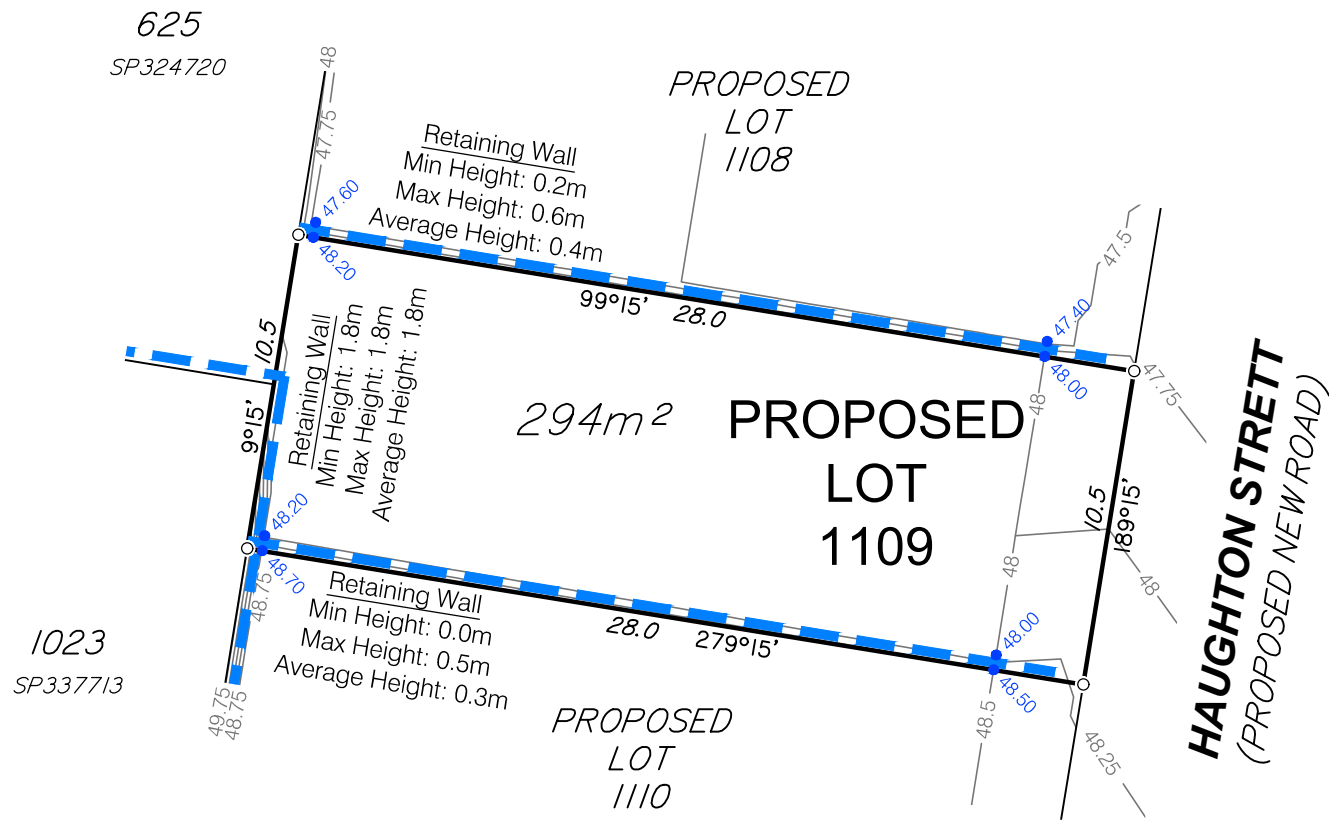 625
SP324720
48
47.75
PROPOSED
LOT
1108
Retaining Wall
Min Height: 0.2m
Max Height: 0.6m
Average Height: 0.4m
47.60
48.20
99°15'
28.0
47.5
47.40
48.00
47.75
10.5
9°15'
Retaining Wall
Min Height: 1.8m
Max Height: 1.8m
Average Height: 1.8m
294m²
PROPOSED
LOT
1109
48
48
10.5
189°15'
48
HAUGHTON STRETT
(PROPOSED NEW ROAD)
48.20
48.70
48.75
Retaining Wall
Min Height: 0.0m
Max Height: 0.5m
Average Height: 0.3m
28.0
279°15'
48.00
48.50
48.5
48.25
1023
SP337713
49.75
48.75
PROPOSED
LOT
1110